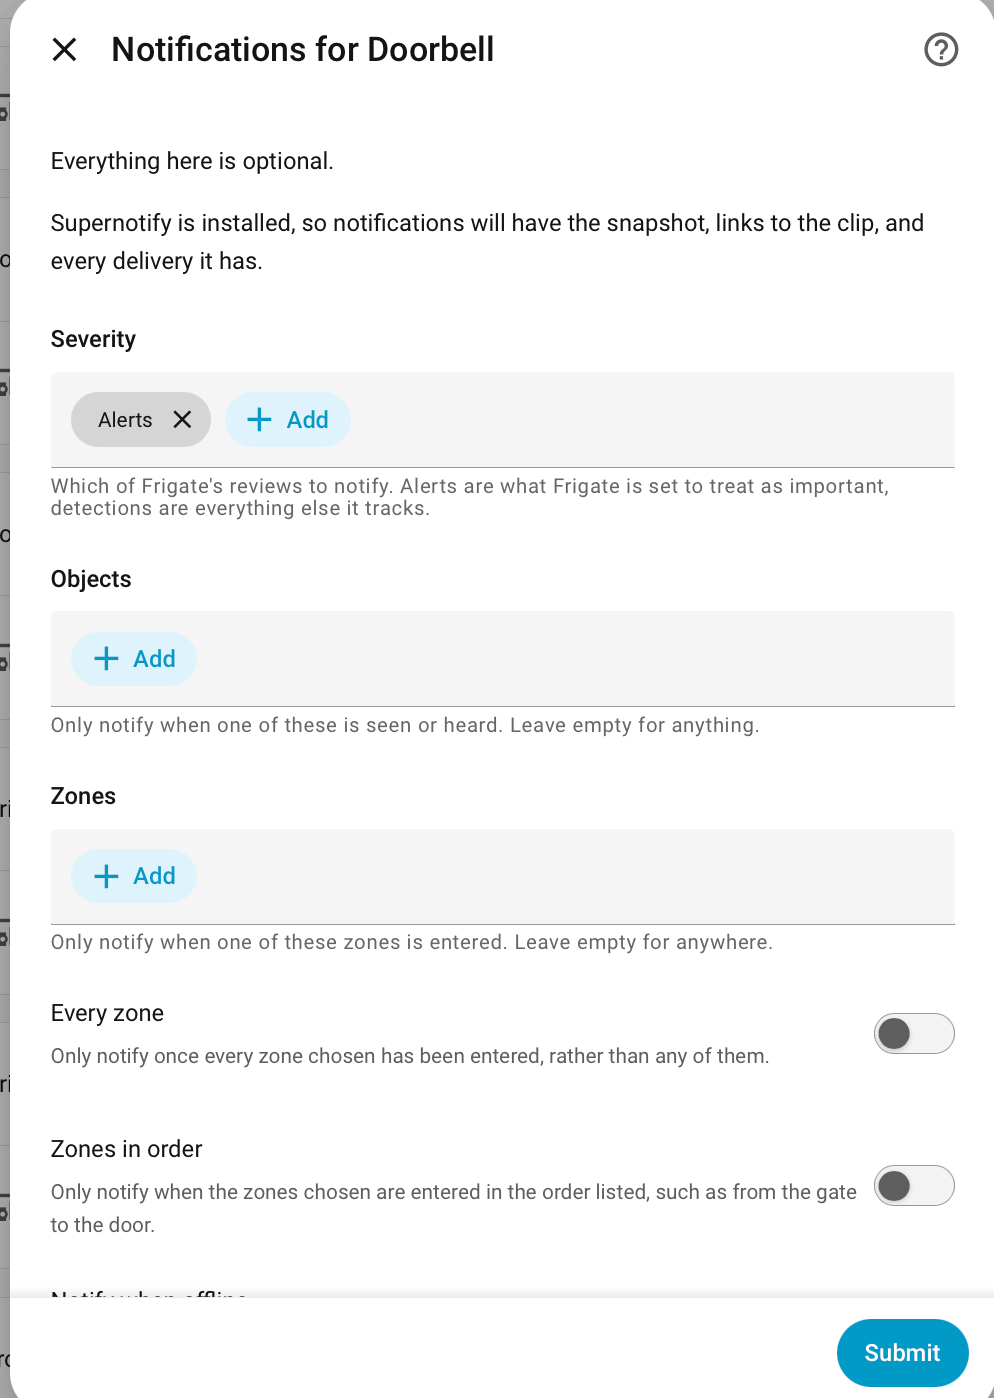 Notifications for Doorbell
Everything here is optional.
Supernotify is installed, so notifications will have the snapshot, links to the clip, and
every delivery it has.
Severity
Alerts
Add
Which of Frigate's reviews to notify. Alerts are what Frigate is set to treat as important,
detections are everything else it tracks.
Objects
Add
Only notify when one of these is seen or heard. Leave empty for anything.
Zones
Add
Only notify when one of these zones is entered. Leave empty for anywhere.
Every zone
Only notify once every zone chosen has been entered, rather than any of them.
Zones in order
Only notify when the zones chosen are entered in the order listed, such as from the gate
to the door.
Notify when offline
Submit